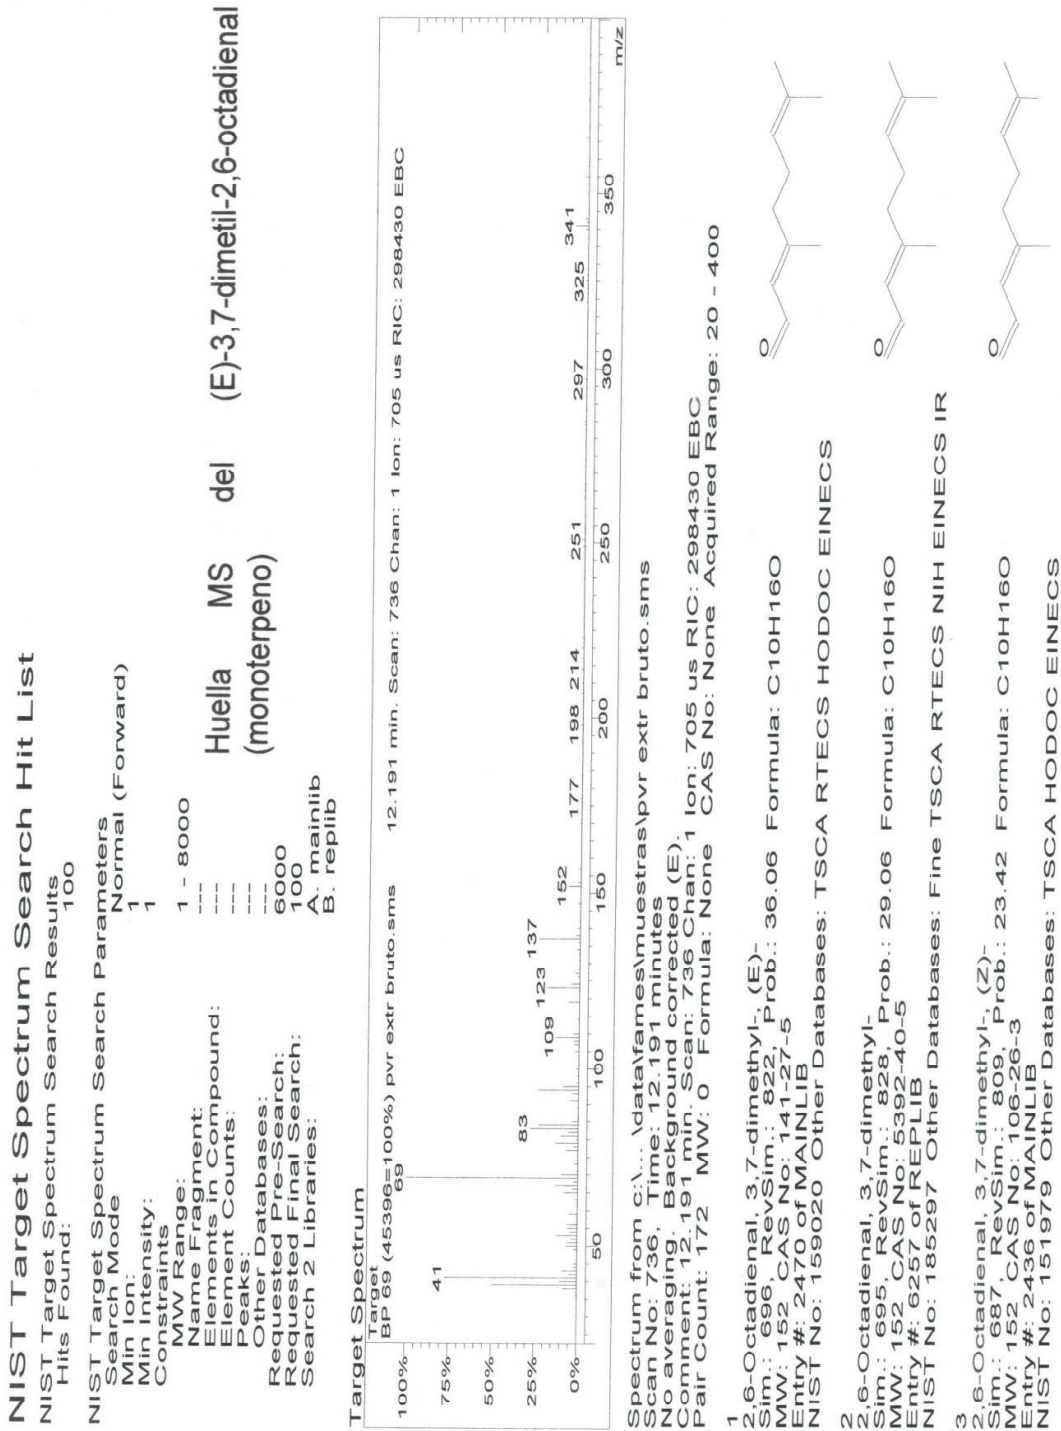 NIST Target Spectrum Search Hit List
NIST Target Spectrum Search Results
Hits Found: 100
NIST Target Spectrum Search Parameters
Search Mode Normal (Forward)
Min Ion: 1
Min Intensity: 1
Constraints
MW Range: 1 - 8000
Name Fragment: ---
Elements in Compound: ---
Element Counts: ---
Peaks: ---
Other Databases: ---
Requested Pre-Search: 6000
Requested Final Search: 100
Search 2 Libraries: A. mainlib
B. replib
Huella MS del (E)-3,7-dimetil-2,6-octadienal
(monoterpeno)
Target Spectrum
Target
BP 69 (45396=100%) pvr extr bruto.sms 12.191 min. Scan: 736 Chan: 1 Ion: 705 us RIC: 298430 EBC
100%
75%
50%
25%
0%
41
69
83
109
123
137
152
177
198
214
251
297
325
341
50
100
150
200
250
300
350
m/z
Spectrum from c:\... \data\fames\muestras\pvr extr bruto.sms
Scan No: 736, Time: 12.191 minutes
No averaging. Background corrected (E).
Comment: 12.191 min. Scan: 736 Chan: 1 Ion: 705 us RIC: 298430 EBC
Pair Count: 172 MW: 0 Formula: None CAS No: None Acquired Range: 20 - 400
1
2,6-Octadienal, 3,7-dimethyl-, (E)-
Sim.: 696, RevSim.: 822, Prob.: 36.06 Formula: C10H16O
MW: 152 CAS No: 141-27-5
Entry #: 2470 of MAINLIB
NIST No: 159020 Other Databases: TSCA RTECS HODOC EINECS
O
2
2,6-Octadienal, 3,7-dimethyl-
Sim.: 695, RevSim.: 828, Prob.: 29.06 Formula: C10H16O
MW: 152 CAS No: 5392-40-5
Entry #: 6257 of REPLIB
NIST No: 185297 Other Databases: Fine TSCA RTECS NIH EINECS IR
O
3
2,6-Octadienal, 3,7-dimethyl-, (Z)-
Sim.: 687, RevSim.: 809, Prob.: 23.42 Formula: C10H16O
MW: 152 CAS No: 106-26-3
Entry #: 2436 of MAINLIB
NIST No: 151979 Other Databases: TSCA HODOC EINECS
O